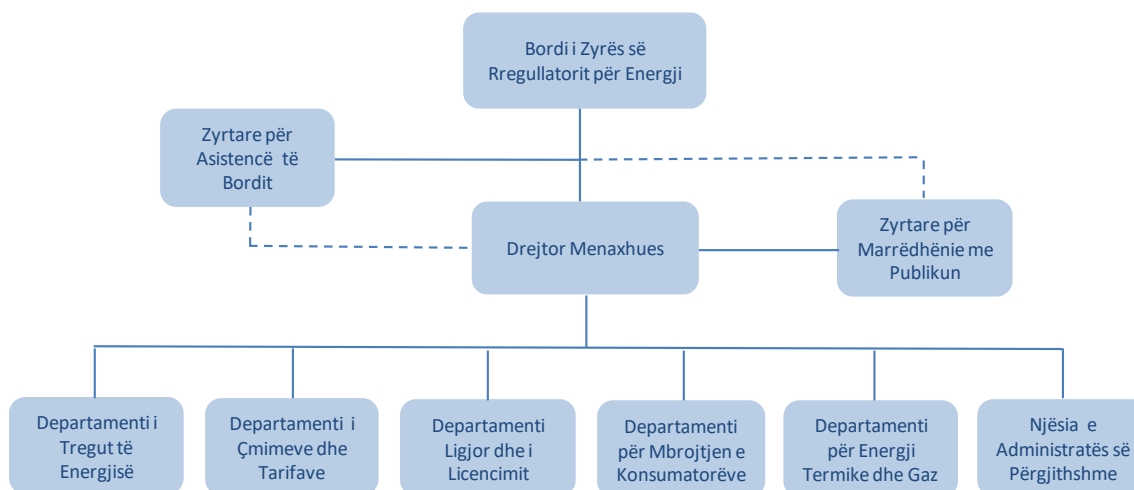 Bordi i Zyrës së
Rregullatorit për Energji
Zyrtare për
Asistencë të
Bordit
Drejtor Menaxhues
Zyrtare për
Marrëdhënie me
Publikun
Departamenti i
Tregut të
Energjisë
Departamenti i
Çmimeve dhe
Tarifave
Departamenti
Ligjor dhe i
Licencimit
Departamenti
për Mbrojtjen e
Konsumatorëve
Departamenti
për Energji
Termike dhe Gaz
Njësia e
Administratës së
Përgjithshme